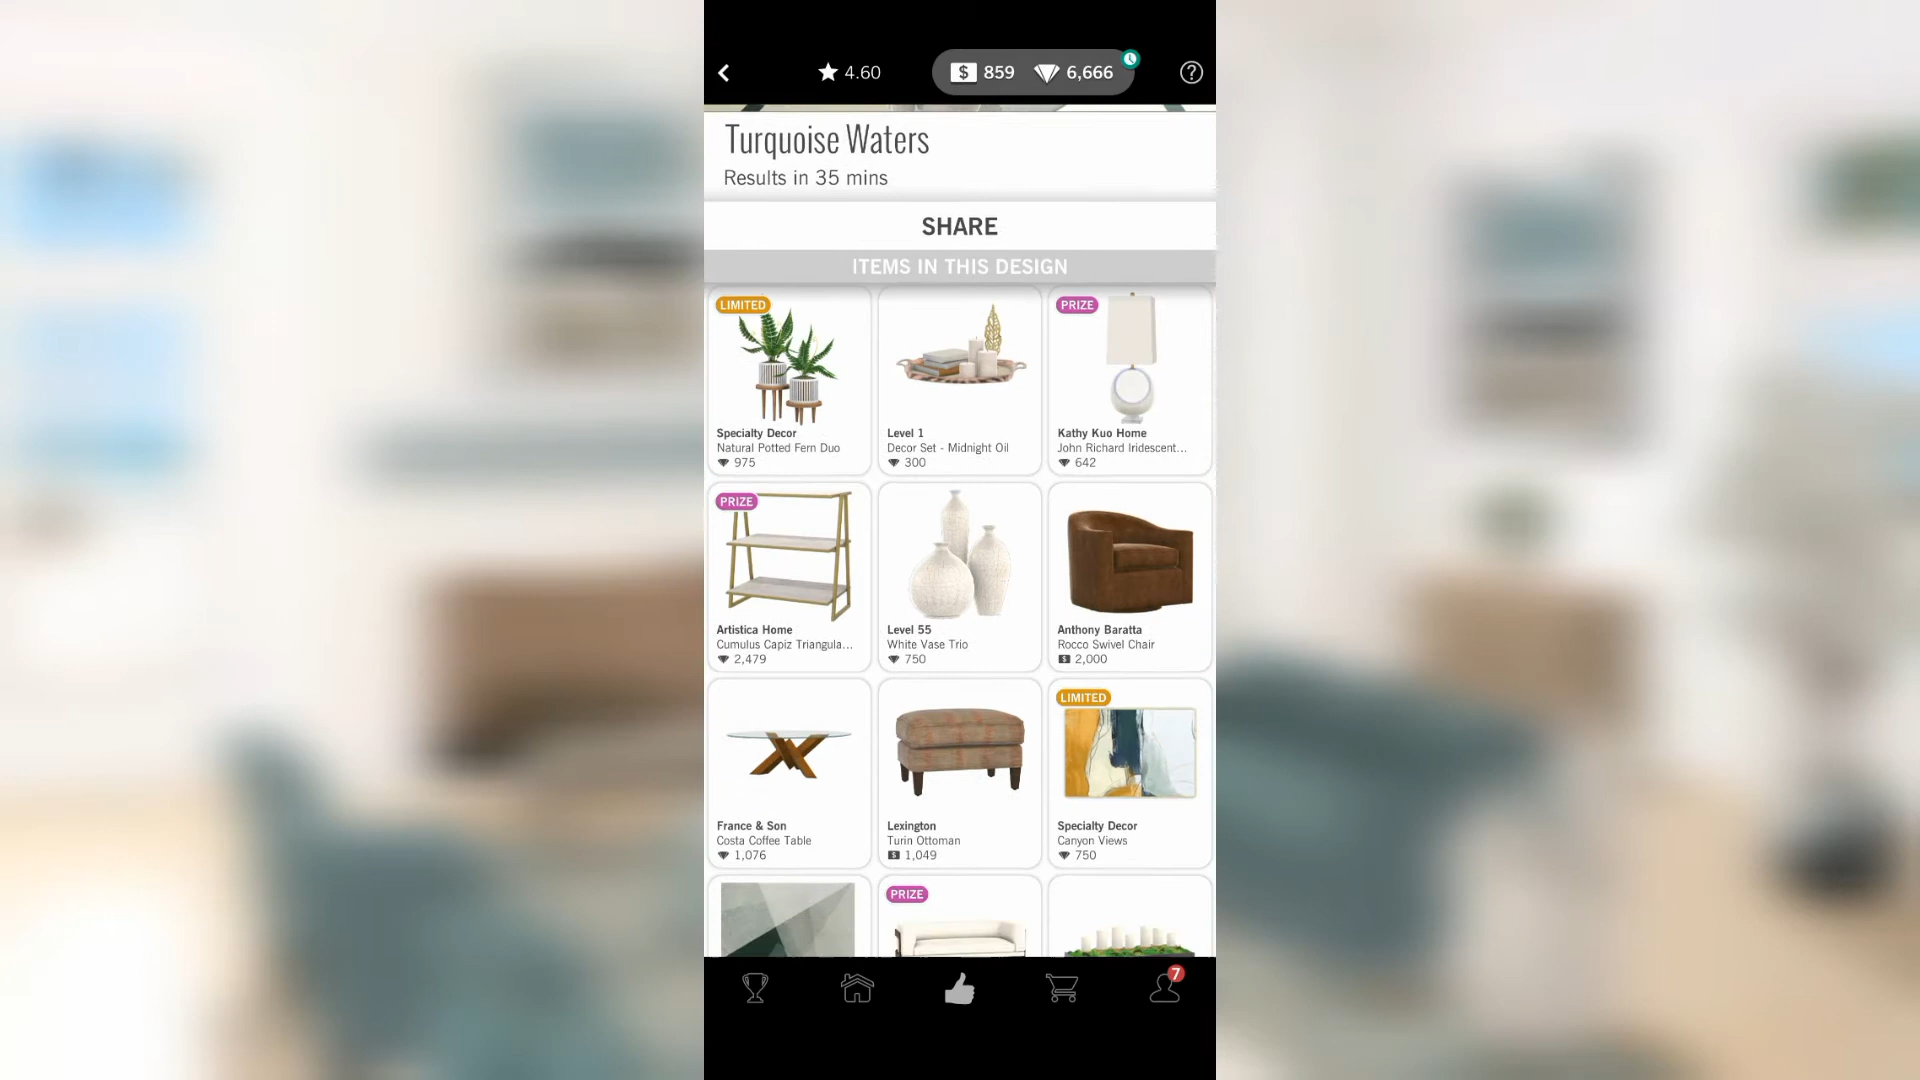 4.60
$ 859
6,666
?
Turquoise Waters
Results in 35 mins
SHARE
ITEMS IN THIS DESIGN
LIMITED
Specialty Decor
Natural Potted Fern Duo
975
Level 1
Decor Set - Midnight Oil
300
PRIZE
Kathy Kuo Home
John Richard Iridescent...
642
PRIZE
Artistica Home
Cumulus Capiz Triangula...
2,479
Level 55
White Vase Trio
750
Anthony Baratta
Rocco Swivel Chair
$ 2,000
France & Son
Costa Coffee Table
1,076
Lexington
Turin Ottoman
$ 1,049
LIMITED
Specialty Decor
Canyon Views
750
PRIZE
7